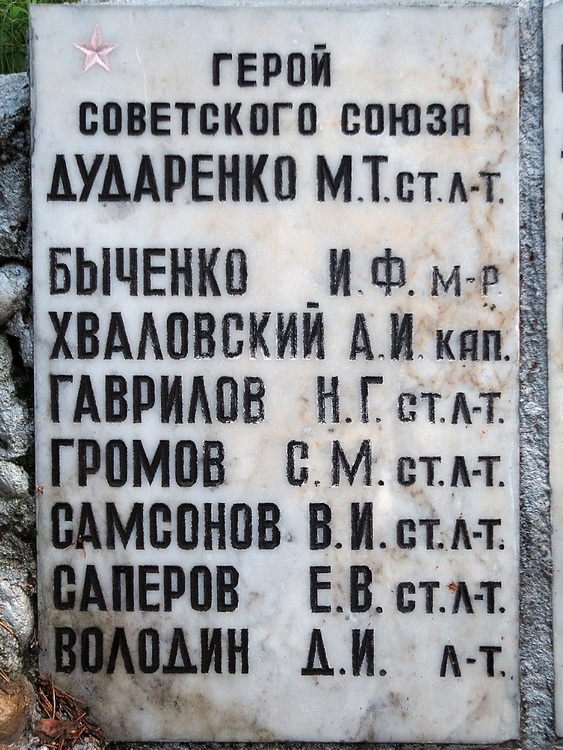 ГЕРОЙ
СОВЕТСКОГО СОЮЗА
ДУДАРЕНКО М.Т. СТ. Л-Т.
БЫЧЕНКО И.Ф. М-Р.
ХВАЛОВСКИЙ А.И. КАП.
ГАВРИЛОВ Н.Г. СТ. Л-Т.
ГРОМОВ С.М. СТ. Л-Т.
САМСОНОВ В.И. СТ. Л-Т.
САПЕРОВ Е.В. СТ. Л-Т.
ВОЛОДИН Д.И. Л-Т.